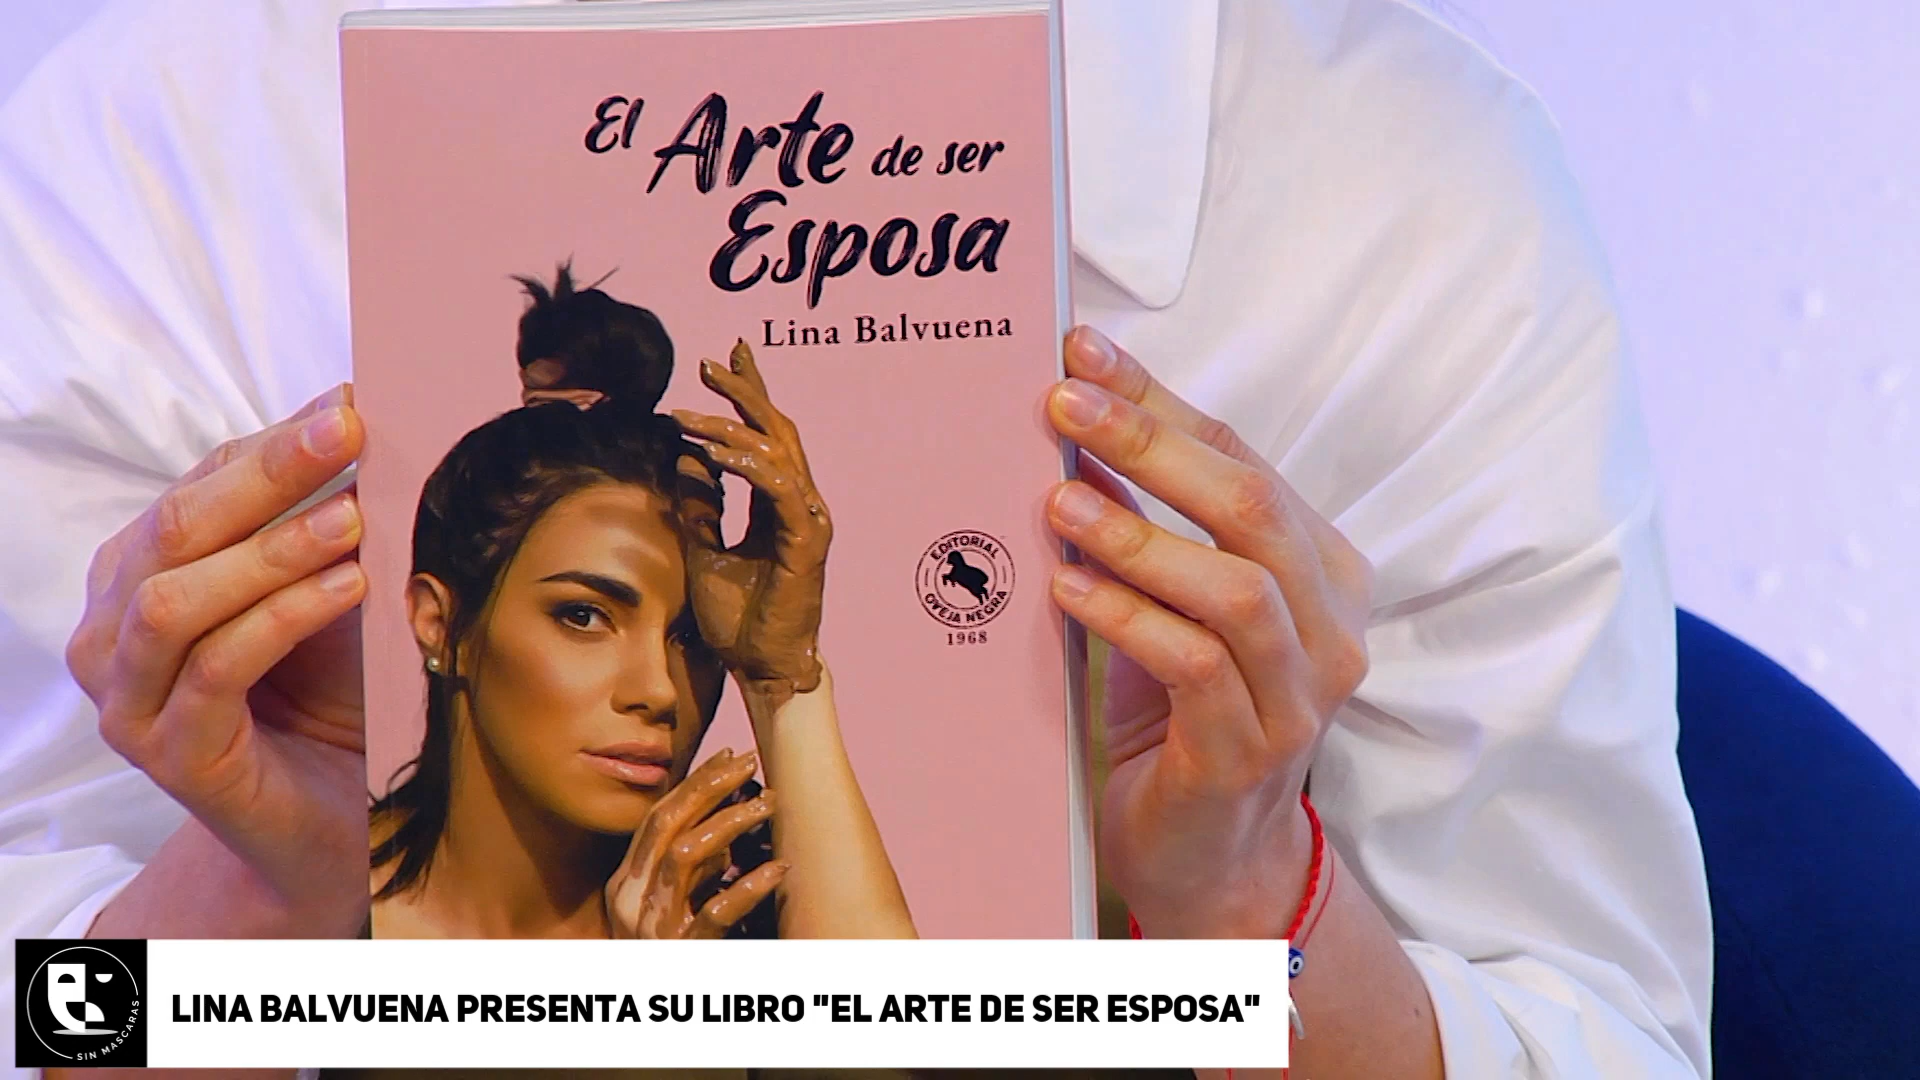 El Arte de ser
Esposa
Lina Balvuena
EDITORIAL
OVEJA NEGRA
1968
SIN MASCARAS
LINA BALVUENA PRESENTA SU LIBRO "EL ARTE DE SER ESPOSA"